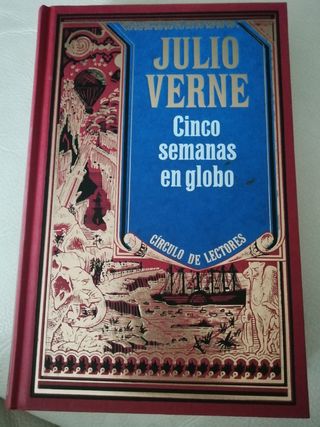 JULIO
VERNE
Cinco
semanas
en globo
CÍRCULO DE LECTORES